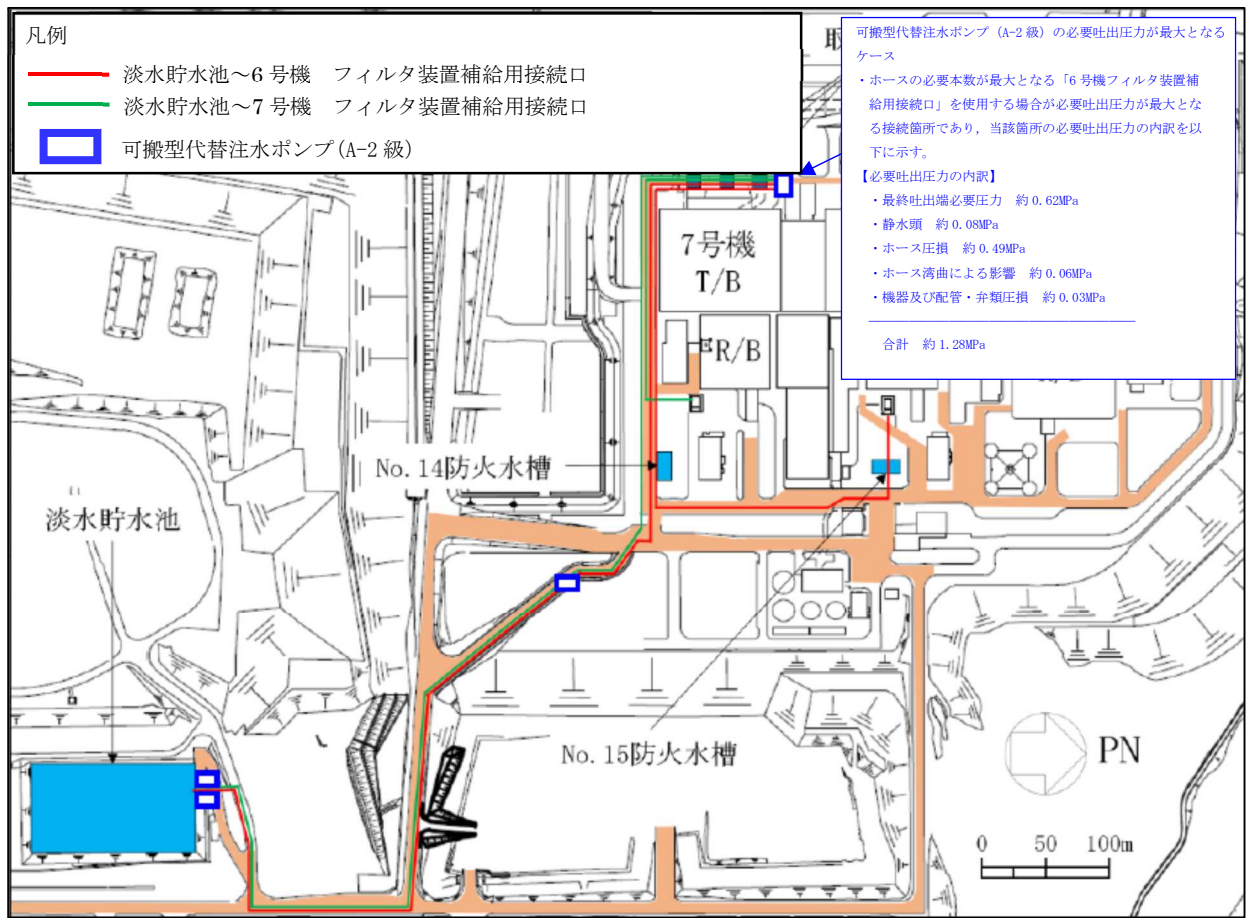 凡例
淡水貯水池～6号機 フィルタ装置補給用接続口
淡水貯水池～7号機 フィルタ装置補給用接続口
可搬型代替注水ポンプ(A-2級)
取
可搬型代替注水ポンプ（A-2級）の必要吐出圧力が最大となる
ケース
・ホースの必要本数が最大となる「6号機フィルタ装置補
給用接続口」を使用する場合が必要吐出圧力が最大とな
る接続箇所であり，当該箇所の必要吐出圧力の内訳を以
下に示す。
【必要吐出圧力の内訳】
・最終吐出端必要圧力 約0.62MPa
・静水頭 約0.08MPa
・ホース圧損 約0.49MPa
・ホース湾曲による影響 約0.06MPa
・機器及び配管・弁類圧損 約0.03MPa
合計 約1.28MPa
7号機
T/B
R/B
No.14防火水槽
淡水貯水池
No.15防火水槽
PN
0 50 100m